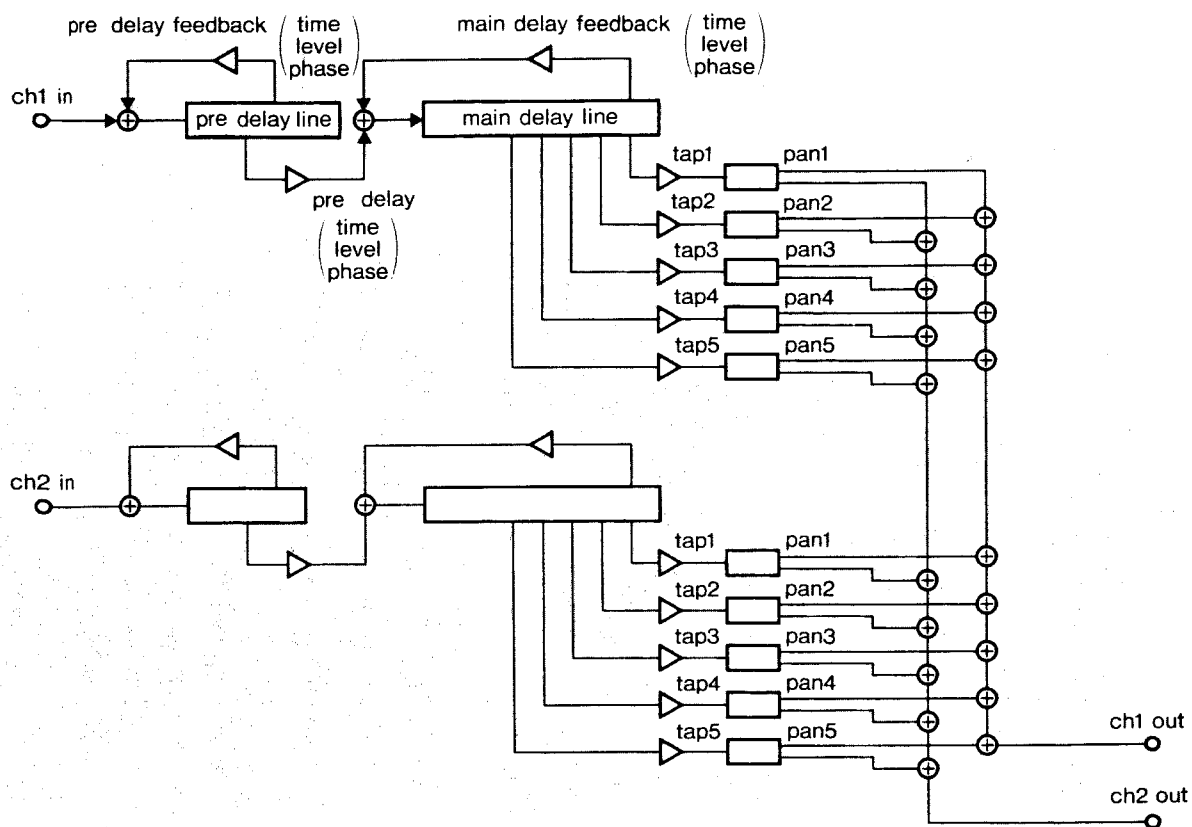 pre delay feedback (time level phase)
main delay feedback (time level phase)
ch1 in
pre delay line
main delay line
pre delay
(time level phase)
tap1 pan1
tap2 pan2
tap3 pan3
tap4 pan4
tap5 pan5
ch2 in
tap1 pan1
tap2 pan2
tap3 pan3
tap4 pan4
tap5 pan5
ch1 out
ch2 out